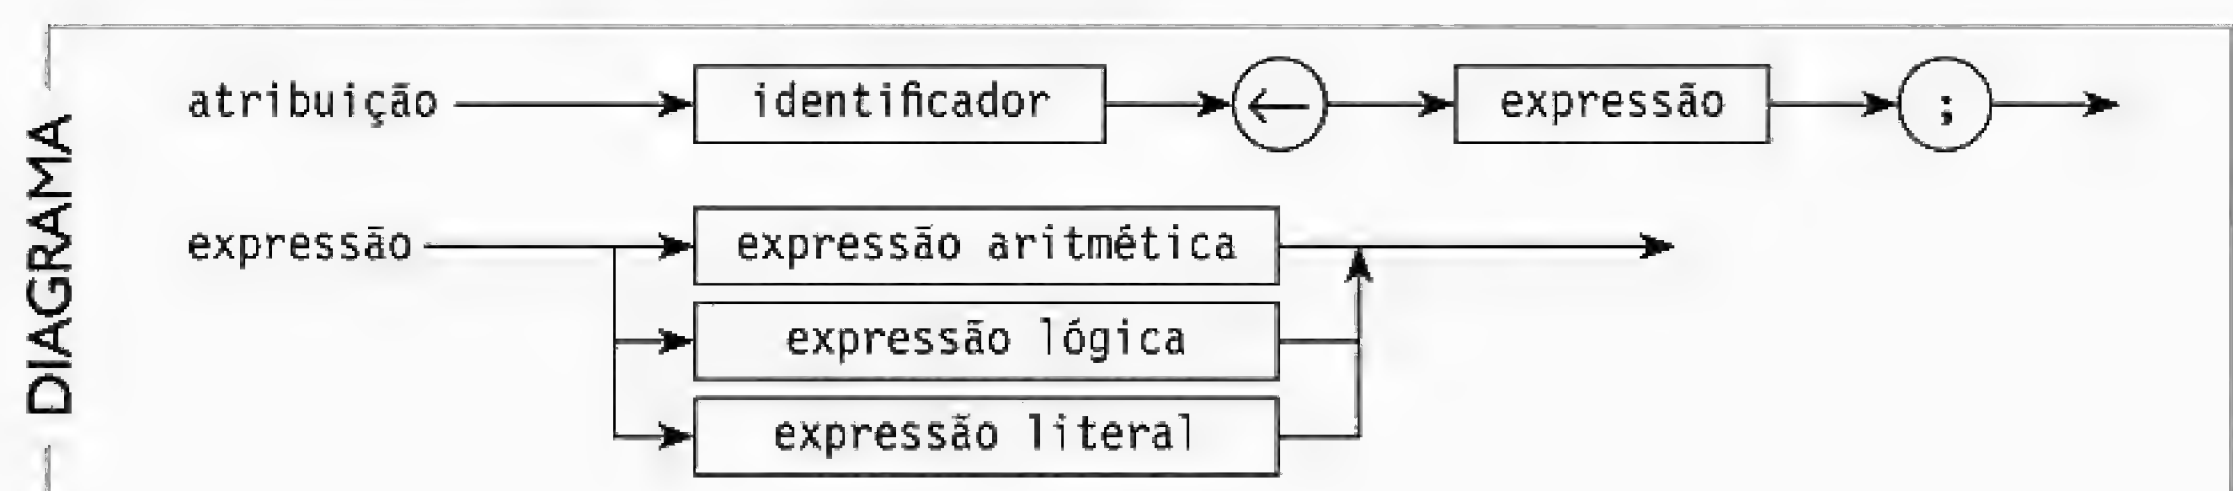 DIAGRAMA
atribuição identificador ← expressão ;
expressão expressão aritmética
expressão lógica
expressão literal